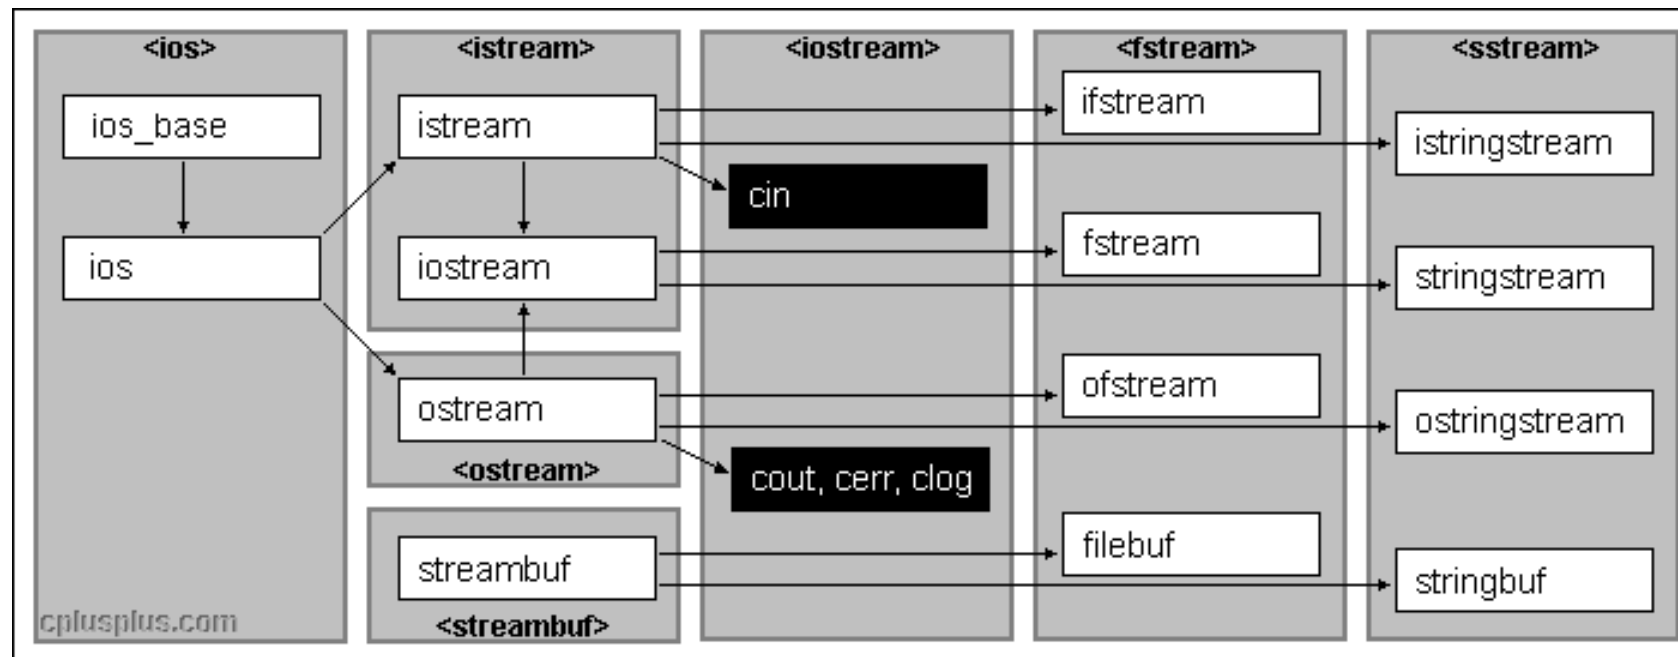 <ios>
ios_base
ios
cplusplus.com
<istream>
istream
iostream
ostream
<ostream>
streambuf
<streambuf>
<iostream>
cin
cout, cerr, clog
<fstream>
ifstream
fstream
ofstream
filebuf
<sstream>
istringstream
stringstream
ostringstream
stringbuf